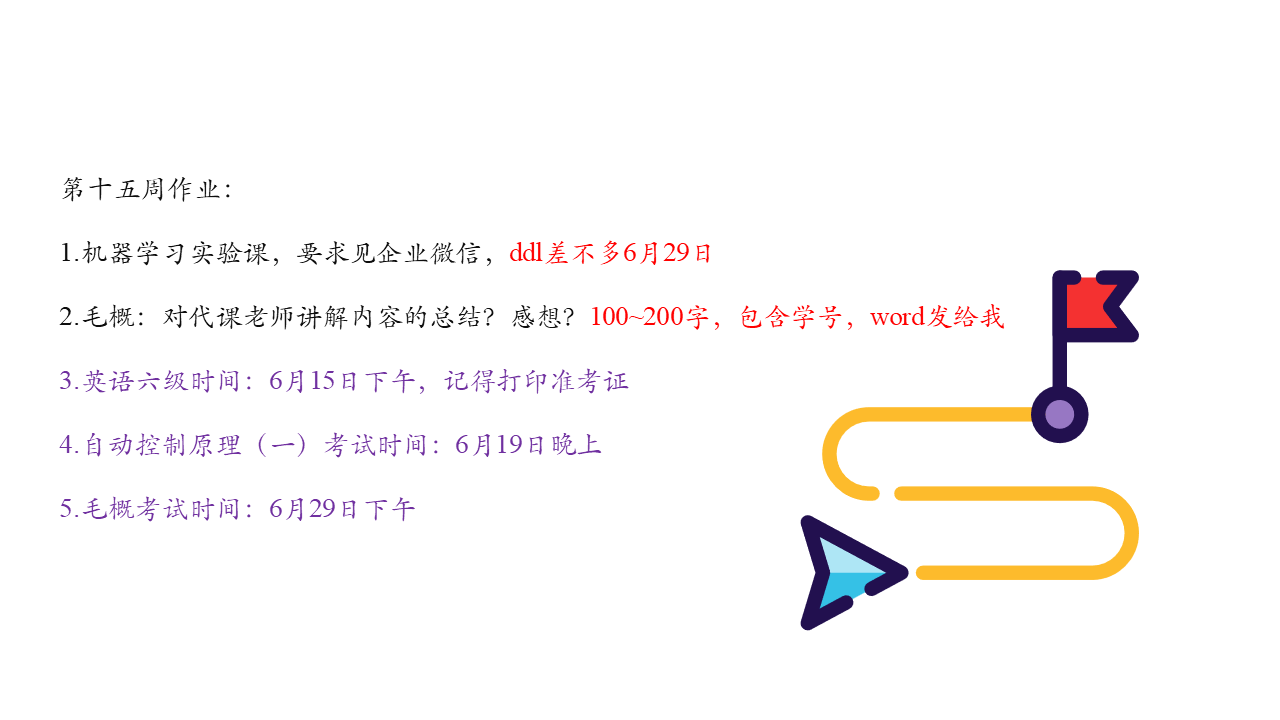 第十五周作业：
1.机器学习实验课，要求见企业微信，ddl差不多6月29日
2.毛概：对代课老师讲解内容的总结？感想？100~200字，包含学号，word发给我
3.英语六级时间：6月15日下午，记得打印准考证
4.自动控制原理（一）考试时间：6月19日晚上
5.毛概考试时间：6月29日下午